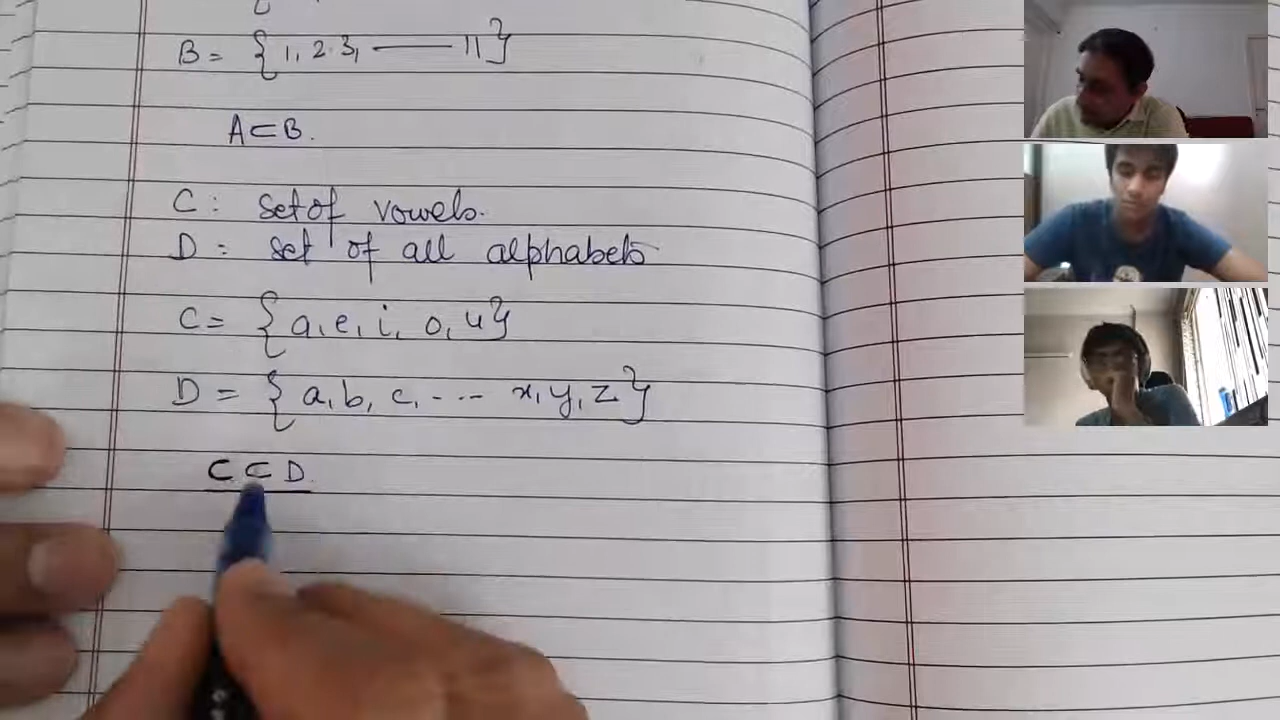 B = { 1, 2. 3, —— 11 }
A ⊂ B.
C : set of vowels.
D : set of all alphabets
C = { a, e, i, o, u }
D = { a, b, c, ... x, y, z }
C ⊂ D.